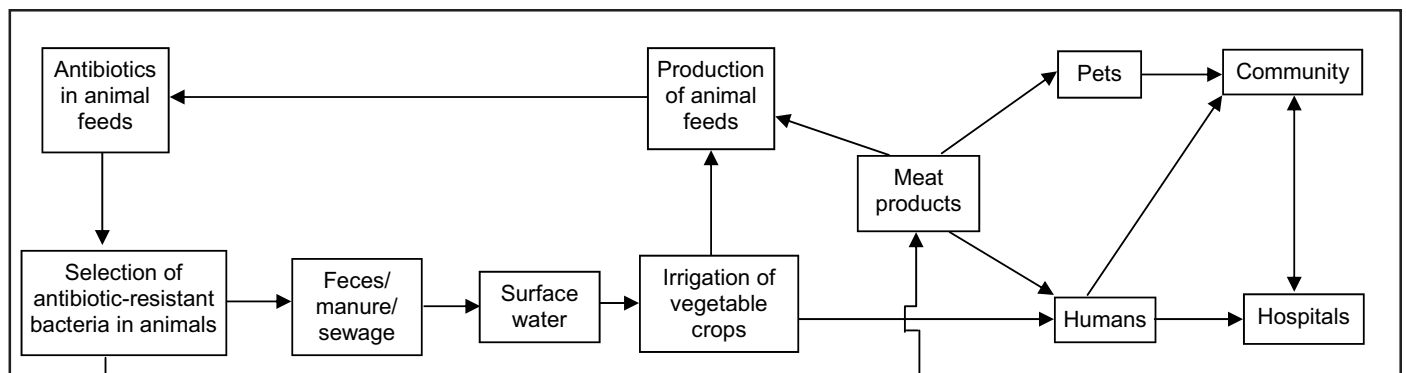 Antibiotics
in animal
feeds
Production
of animal
feeds
Pets
Community
Meat
products
Selection of
antibiotic-resistant
bacteria in animals
Feces/
manure/
sewage
Surface
water
Irrigation of
vegetable
crops
Humans
Hospitals